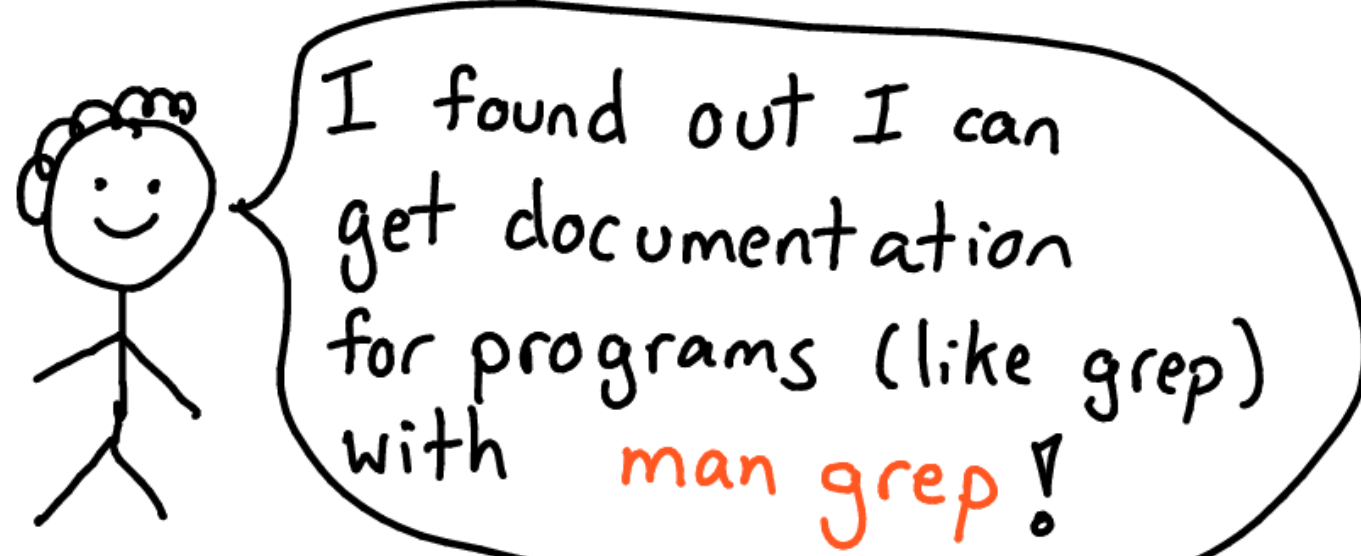 I found out I can
get documentation
for programs (like grep)
with man grep!